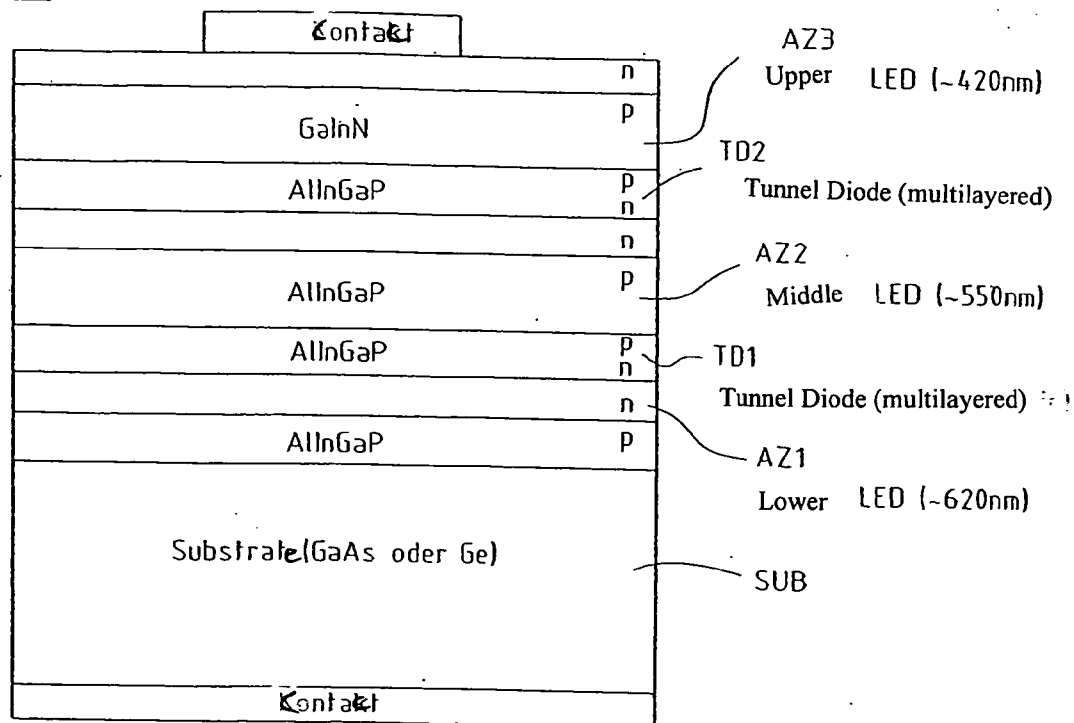 Kontakt
n
AZ3
Upper LED (~420nm)
p
GaInN
TD2
p
AlInGaP
n
Tunnel Diode (multilayered)
n
AZ2
p
AlInGaP
Middle LED (~550nm)
p
AlInGaP
TD1
n
n
Tunnel Diode (multilayered)
p
AlInGaP
AZ1
Lower LED (~620nm)
Substrate(GaAs oder Ge)
SUB
Kontakt